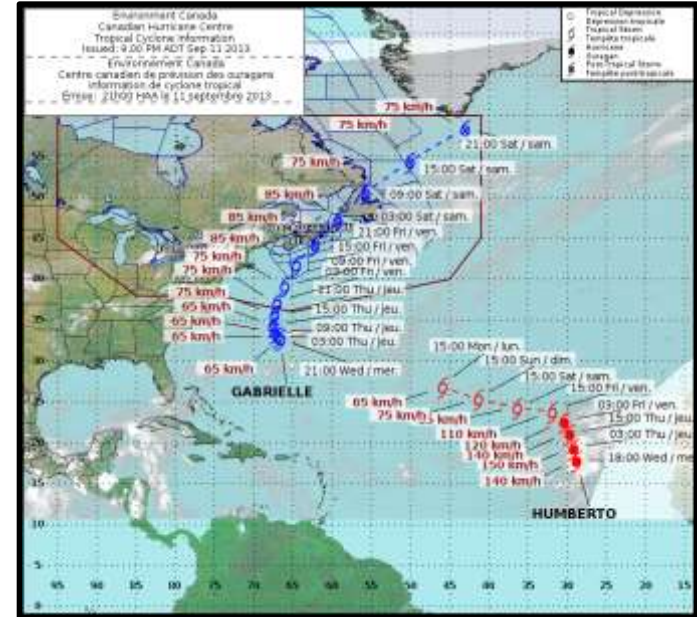 Environment Canada
Canadian Hurricane Centre
Tropical Cyclone Information
Issued: 9.00 PM ADT Sep 11 2013
Environnement Canada
Centre canadien de prévision des ouragans
Information de cyclone tropical
Émise : 21h00 HAA le 11 septembre 2013
Tropical Depression
Dépression tropicale
Tropical Storm
Tempête tropicale
Hurricane
Ouragan
Post-Tropical Storm
Tempête post-tropicale
75 km/h
75 km/h
21:00 Sat / sam.
75 km/h
15:00 Sat / sam.
85 km/h
09:00 Sat / sam.
85 km/h
03:00 Sat / sam.
85 km/h
21:00 Fri / ven.
75 km/h
15:00 Fri / ven.
75 km/h
09:00 Fri / ven.
03:00 Fri / ven.
75 km/h
21:00 Thu / jeu.
65 km/h
15:00 Thu / jeu.
65 km/h
09:00 Thu / jeu.
65 km/h
03:00 Thu / jeu.
65 km/h
21:00 Wed / mer.
GABRIELLE
15:00 Mon / lun.
15:00 Sun / dim.
15:00 Sat / sam.
15:00 Fri / ven.
65 km/h
75 km/h
03:00 Fri / ven.
110 km/h
15:00 Thu / jeu.
120 km/h
140 km/h
03:00 Thu / jeu.
150 km/h
18:00 Wed / me
140 km/h
HUMBERTO
60
50
45
40
35
30
25
20
15
10
5
0
95 90 85 80 75 70 65 60 55 50 45 40 35 30 25 20 15